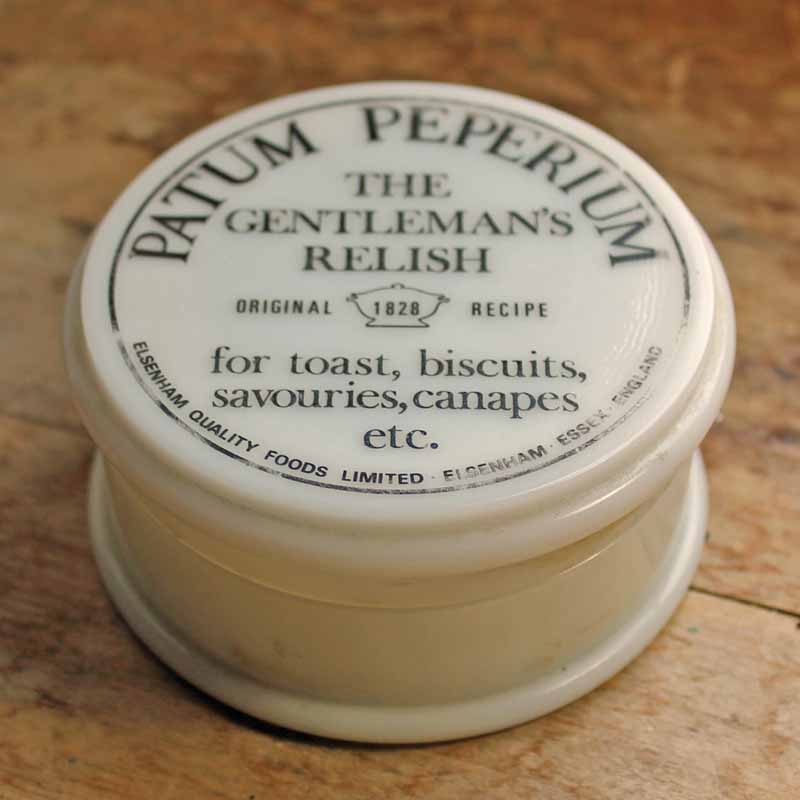 PATUM PEPERIUM
THE
GENTLEMAN'S
RELISH
ORIGINAL 1828 RECIPE
for toast, biscuits,
savouries, canapes
etc.
ELSENHAM QUALITY FOODS LIMITED · ELSENHAM · ESSEX · ENGLAND